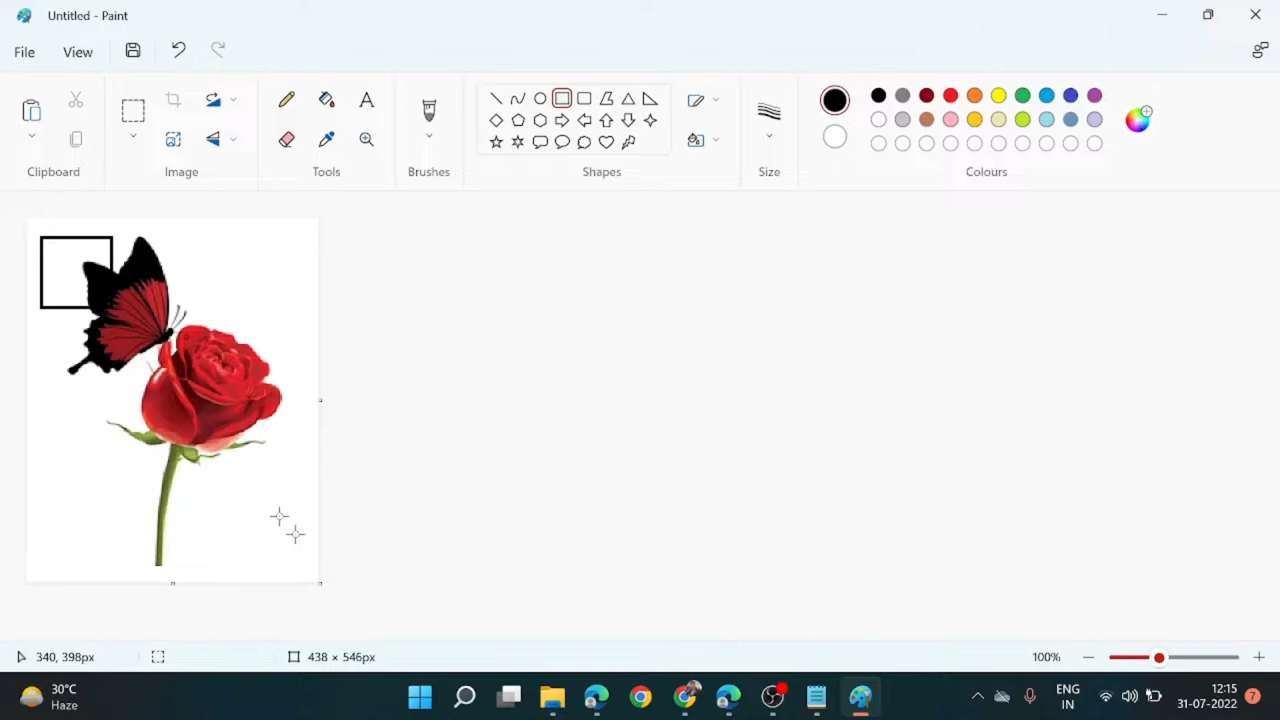 Untitled - Paint
File View
Clipboard Image Tools Brushes Shapes Size Colours
340, 398px 438 × 546px 100%
30°C
Haze
ENG
IN
12:15
31-07-2022
7